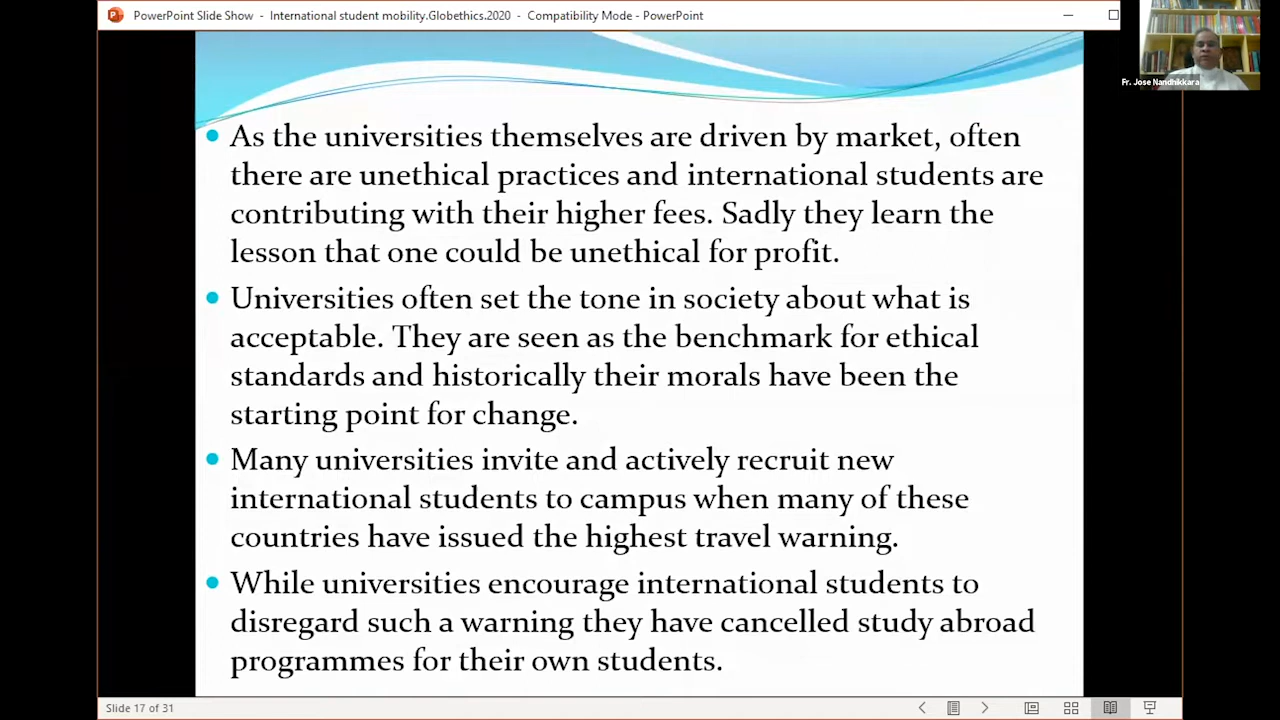 PowerPoint Slide Show - International student mobility.Globethics.2020 - Compatibility Mode - PowerPoint
Fr. Jose Nandhikkara
• As the universities themselves are driven by market, often
there are unethical practices and international students are
contributing with their higher fees. Sadly they learn the
lesson that one could be unethical for profit.
• Universities often set the tone in society about what is
acceptable. They are seen as the benchmark for ethical
standards and historically their morals have been the
starting point for change.
• Many universities invite and actively recruit new
international students to campus when many of these
countries have issued the highest travel warning.
• While universities encourage international students to
disregard such a warning they have cancelled study abroad
programmes for their own students.
Slide 17 of 31